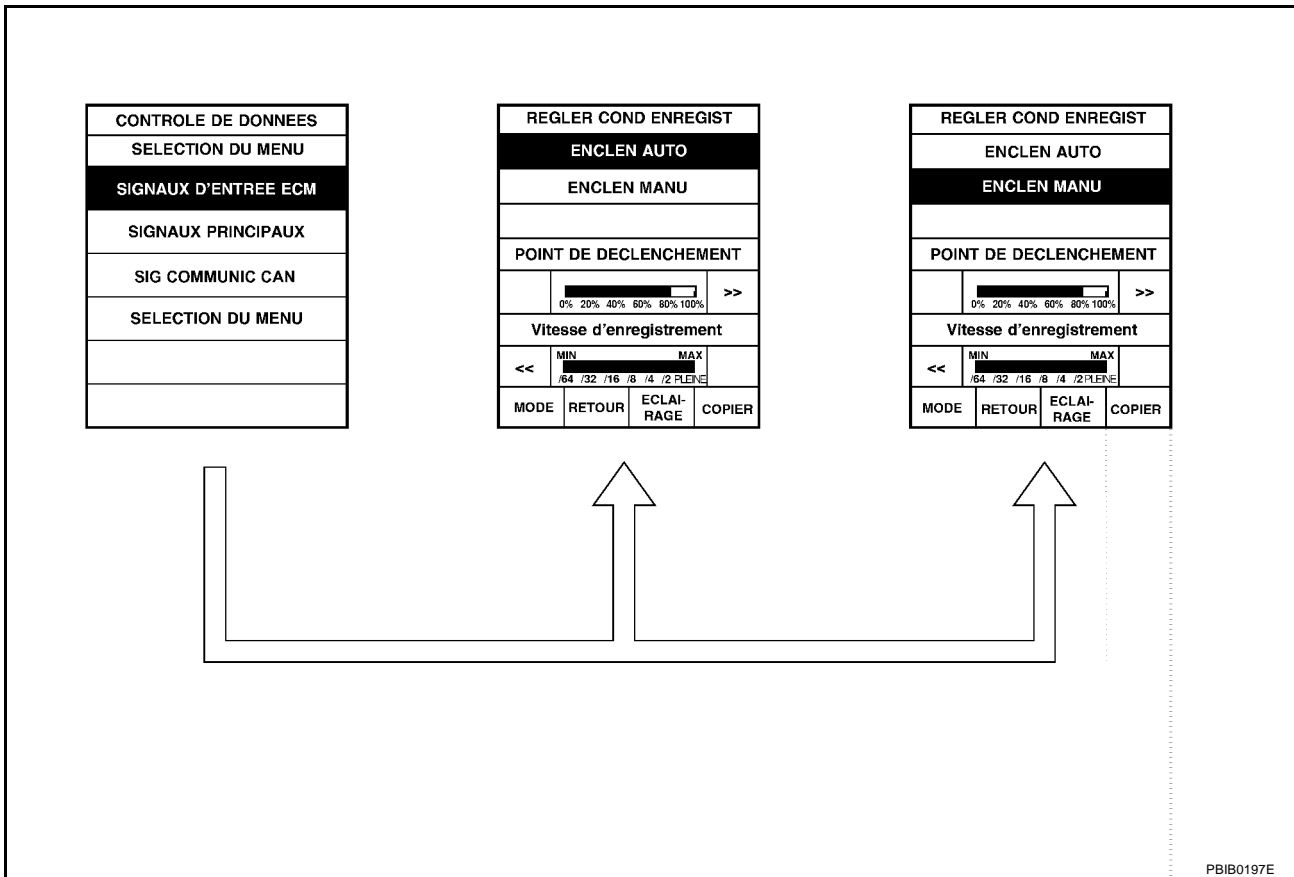 CONTROLE DE DONNEES
SELECTION DU MENU
SIGNAUX D'ENTREE ECM
SIGNAUX PRINCIPAUX
SIG COMMUNIC CAN
SELECTION DU MENU
REGLER COND ENREGIST
ENCLEN AUTO
ENCLEN MANU
POINT DE DECLENCHEMENT
>>
0% 20% 40% 60% 80% 100%
Vitesse d'enregistrement
MIN MAX
<<
/64 /32 /16 /8 /4 /2 PLEINE
MODE RETOUR ECLAI-
RAGE COPIER
REGLER COND ENREGIST
ENCLEN AUTO
ENCLEN MANU
POINT DE DECLENCHEMENT
>>
0% 20% 40% 60% 80% 100%
Vitesse d'enregistrement
MIN MAX
<<
/64 /32 /16 /8 /4 /2 PLEINE
MODE RETOUR ECLAI-
RAGE COPIER
PBIB0197E